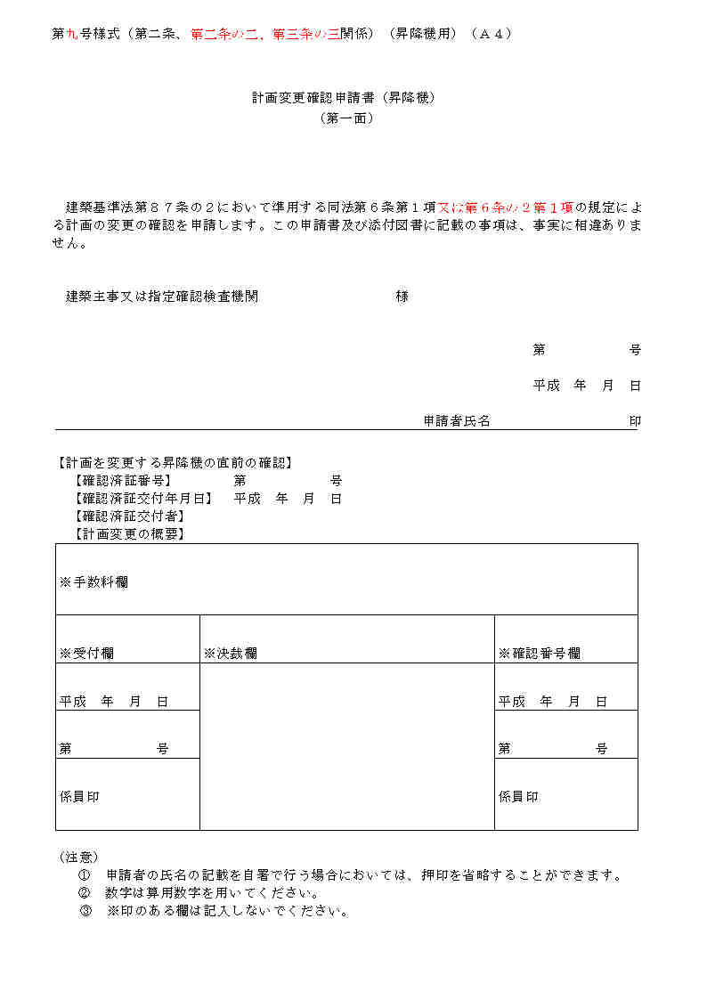 第九号様式（第二条、第二条の二、第三条の三関係）（昇降機用）（Ａ４）
計画変更確認申請書（昇降機）
（第一面）
建築基準法第８７条の２において準用する同法第６条第１項又は第６条の２第１項の規定によ
る計画の変更の確認を申請します。この申請書及び添付図書に記載の事項は、事実に相違ありま
せん。
建築主事又は指定確認検査機関　　　　　　　　　　様
第　　　　　　号
平成　年　月　日
申請者氏名　　　　　　　　　　印
【計画を変更する昇降機の直前の確認】
【確認済証番号】　　　　第　　　　　　号
【確認済証交付年月日】　平成　年　月　日
【確認済証交付者】
【計画変更の概要】
※手数料欄
※受付欄　※決裁欄　※確認番号欄
平成　年　月　日　平成　年　月　日
第　　　　　　号　第　　　　　　号
係員印　係員印
（注意）
①　申請者の氏名の記載を自署で行う場合においては、押印を省略することができます。
②　数字は算用数字を用いてください。
③　※印のある欄は記入しないでください。